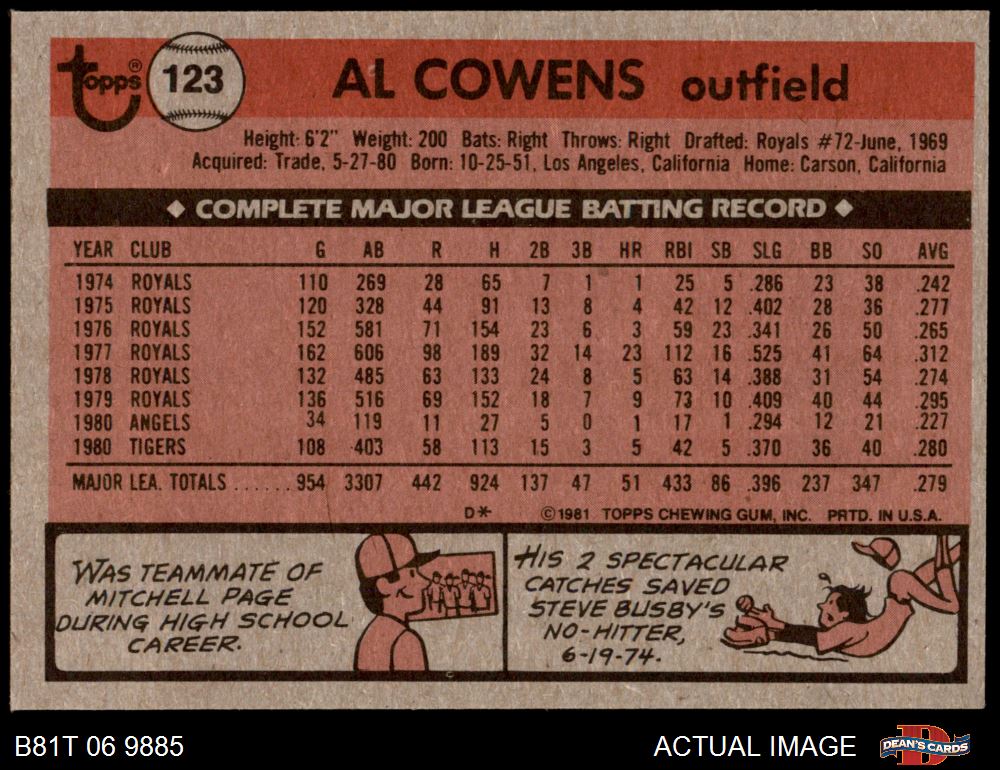 Topps® 123 AL COWENS outfield
Height: 6'2" Weight: 200 Bats: Right Throws: Right Drafted: Royals #72-June, 1969
Acquired: Trade, 5-27-80 Born: 10-25-51, Los Angeles, California Home: Carson, California
◆ COMPLETE MAJOR LEAGUE BATTING RECORD ◆
YEAR CLUB G AB R H 2B 3B HR RBI SB SLG BB SO AVG
1974 ROYALS 110 269 28 65 7 1 1 25 5 .286 23 38 .242
1975 ROYALS 120 328 44 91 13 8 4 42 12 .402 28 36 .277
1976 ROYALS 152 581 71 154 23 6 3 59 23 .341 26 50 .265
1977 ROYALS 162 606 98 189 32 14 23 112 16 .525 41 64 .312
1978 ROYALS 132 485 63 133 24 8 5 63 14 .388 31 54 .274
1979 ROYALS 136 516 69 152 18 7 9 73 10 .409 40 44 .295
1980 ANGELS 34 119 11 27 5 0 1 17 1 .294 12 21 .227
1980 TIGERS 108 403 58 113 15 3 5 42 5 .370 36 40 .280
MAJOR LEA. TOTALS ...... 954 3307 442 924 137 47 51 433 86 .396 237 347 .279
D* ©1981 TOPPS CHEWING GUM, INC. PRTD. IN U.S.A.
WAS TEAMMATE OF
MITCHELL PAGE
DURING HIGH SCHOOL
CAREER.
HIS 2 SPECTACULAR
CATCHES SAVED
STEVE BUSBY'S
NO-HITTER,
6-19-74.
B81T 06 9885 ACTUAL IMAGE DEAN'S CARDS